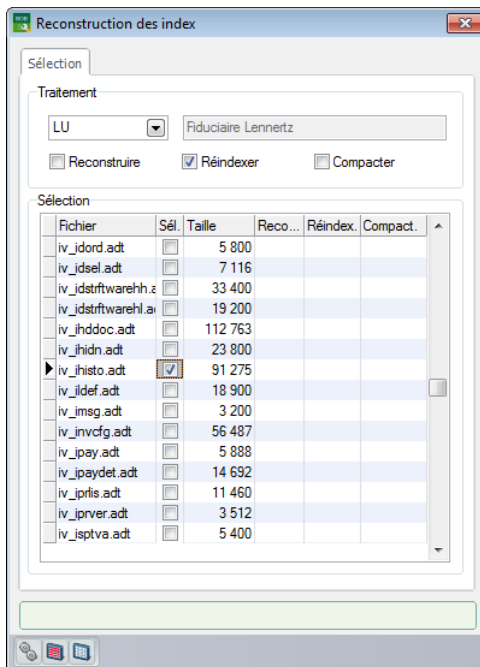 Reconstruction des index
Sélection
Traitement
LU Fiduciaire Lennertz
Reconstruire Réindexer Compacter
Sélection
Fichier Sél. Taille Reco... Réindex. Compact.
iv_idord.adt 5 800
iv_idsel.adt 7 116
iv_idstrftwarehh.a 33 400
iv_idstrftwarehl.a 19 200
iv_ihddoc.adt 112 763
iv_ihidn.adt 23 800
iv_ihisto.adt 91 275
iv_ildef.adt 18 900
iv_imsg.adt 3 200
iv_invcfg.adt 56 487
iv_ipay.adt 5 888
iv_ipaydet.adt 14 692
iv_iprlis.adt 11 460
iv_iprver.adt 3 512
iv_isptva.adt 5 400